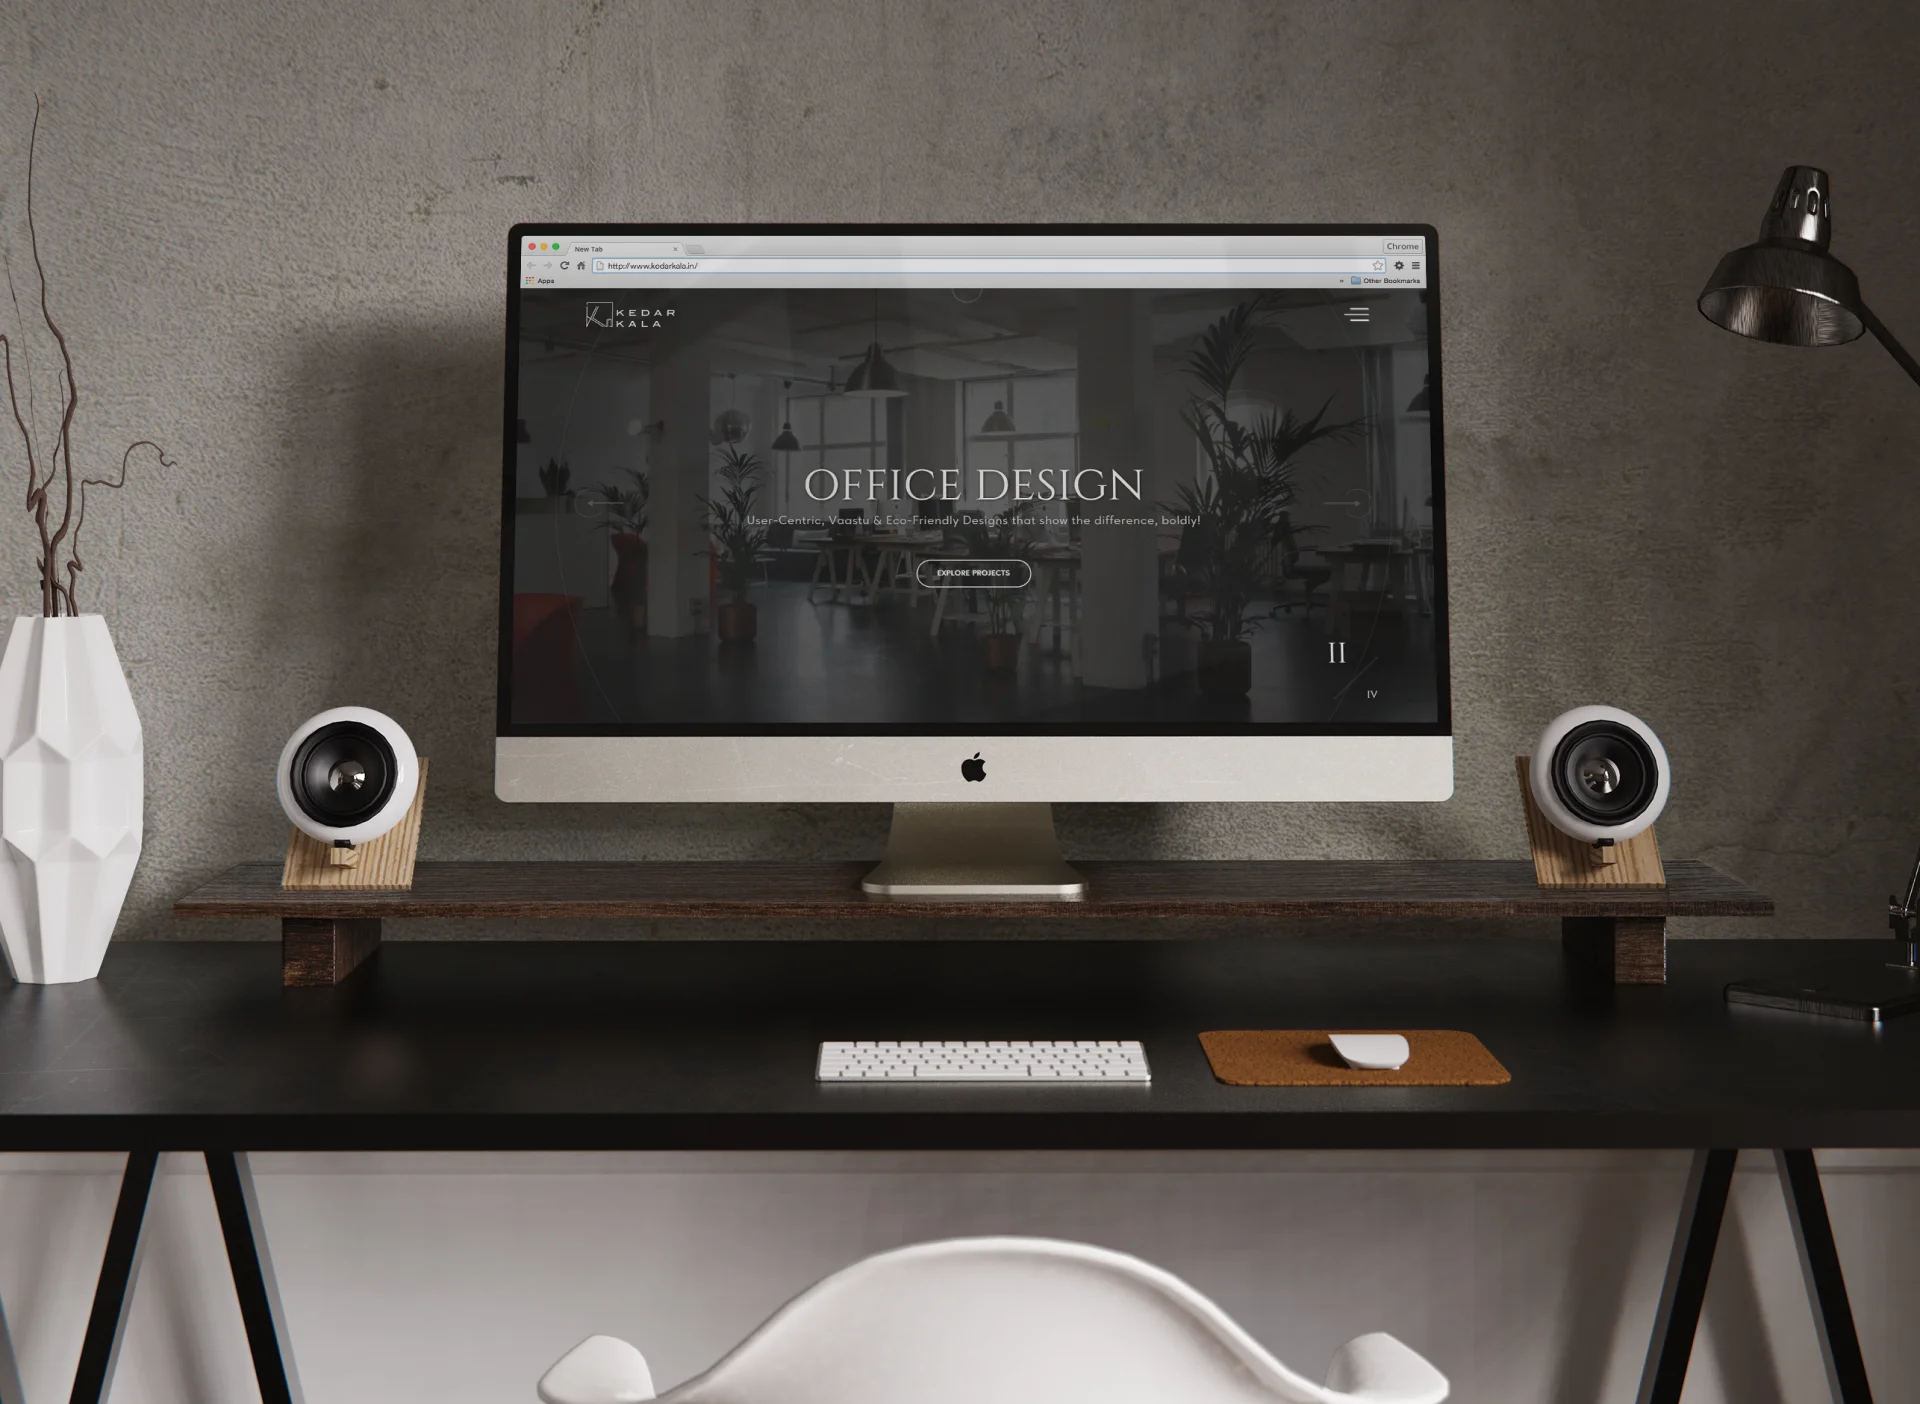 New Tab
Chrome
http://www.kedarkala.in/
Apps
» Other Bookmarks
KEDAR
KALA
OFFICE DESIGN
User-Centric, Vaastu & Eco-Friendly Designs that show the difference, boldly!
EXPLORE PROJECTS
II
IV